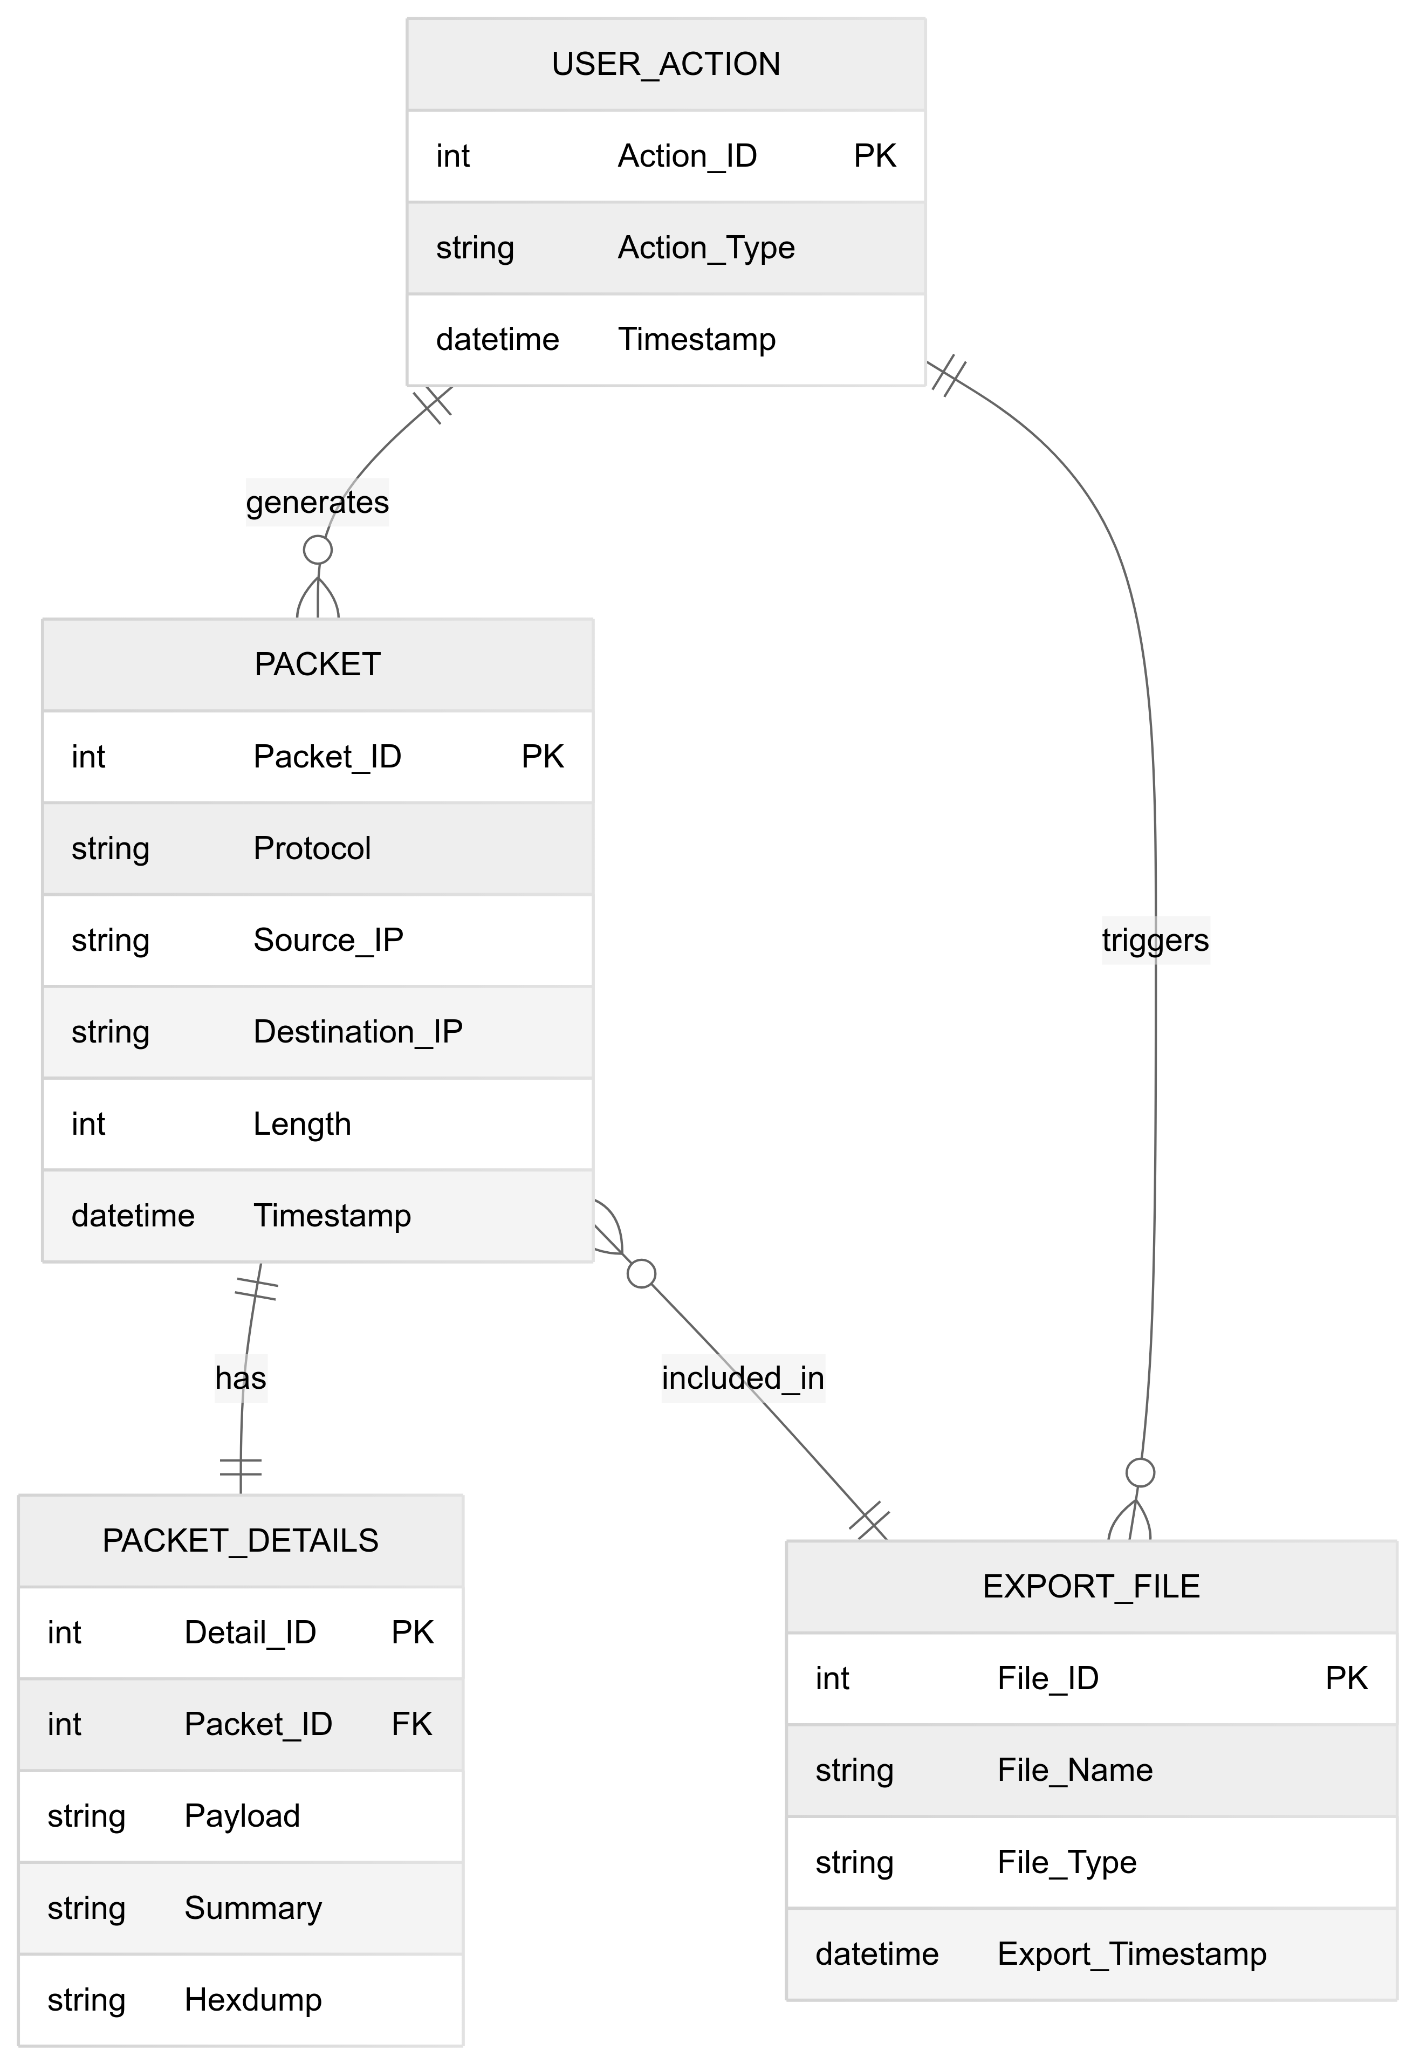 USER_ACTION
int Action_ID PK
string Action_Type
datetime Timestamp
generates
PACKET
int Packet_ID PK
string Protocol
string Source_IP
string Destination_IP
int Length
datetime Timestamp
triggers
has
included_in
PACKET_DETAILS
int Detail_ID PK
int Packet_ID FK
string Payload
string Summary
string Hexdump
EXPORT_FILE
int File_ID PK
string File_Name
string File_Type
datetime Export_Timestamp